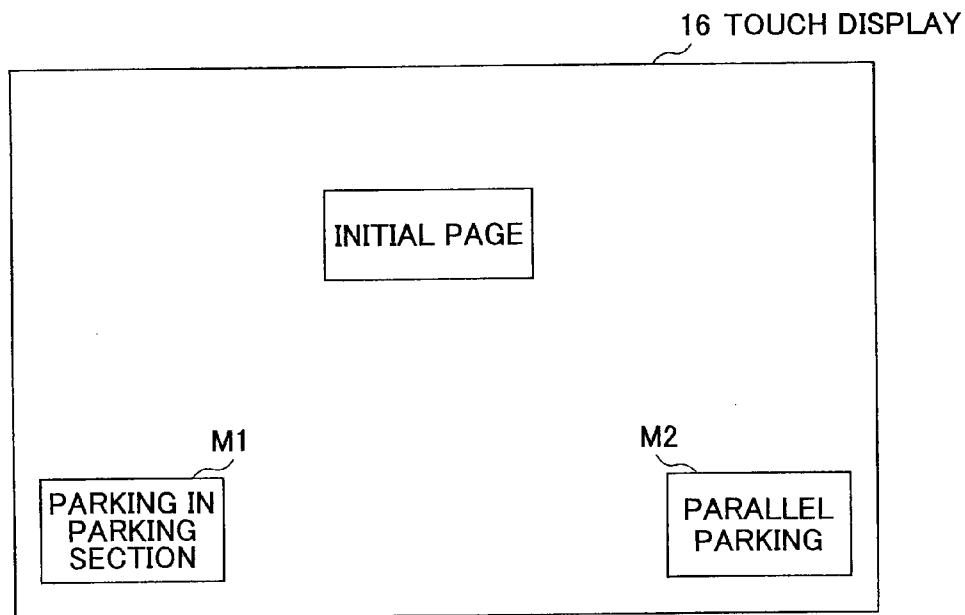 16 TOUCH DISPLAY
INITIAL PAGE
M1
M2
PARKING IN
PARKING
SECTION
PARALLEL
PARKING